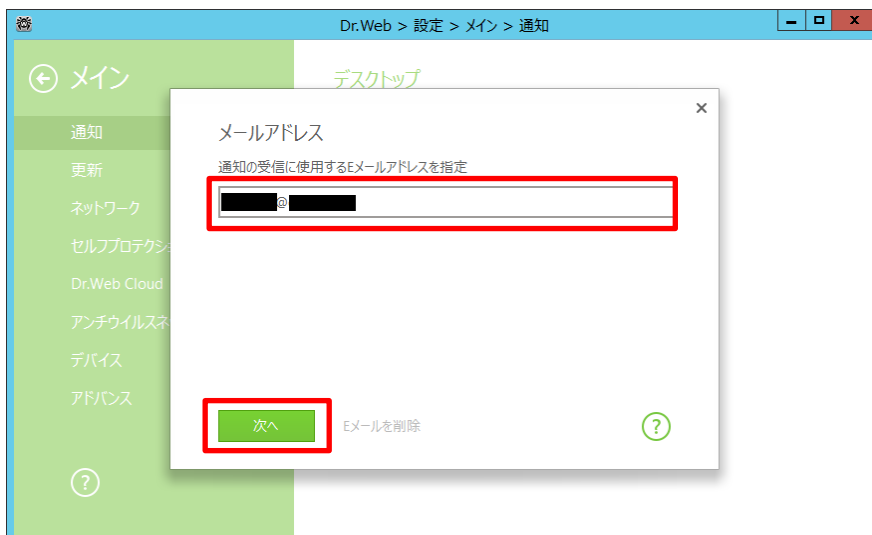 Dr.Web > 設定 > メイン > 通知
メイン
デスクトップ
通知
更新
ネットワーク
セルフプロテクショ
Dr.Web Cloud
アンチウイルスネ
デバイス
アドバンス
?
メールアドレス
通知の受信に使用するEメールアドレスを指定
@
次へ
Eメールを削除
?